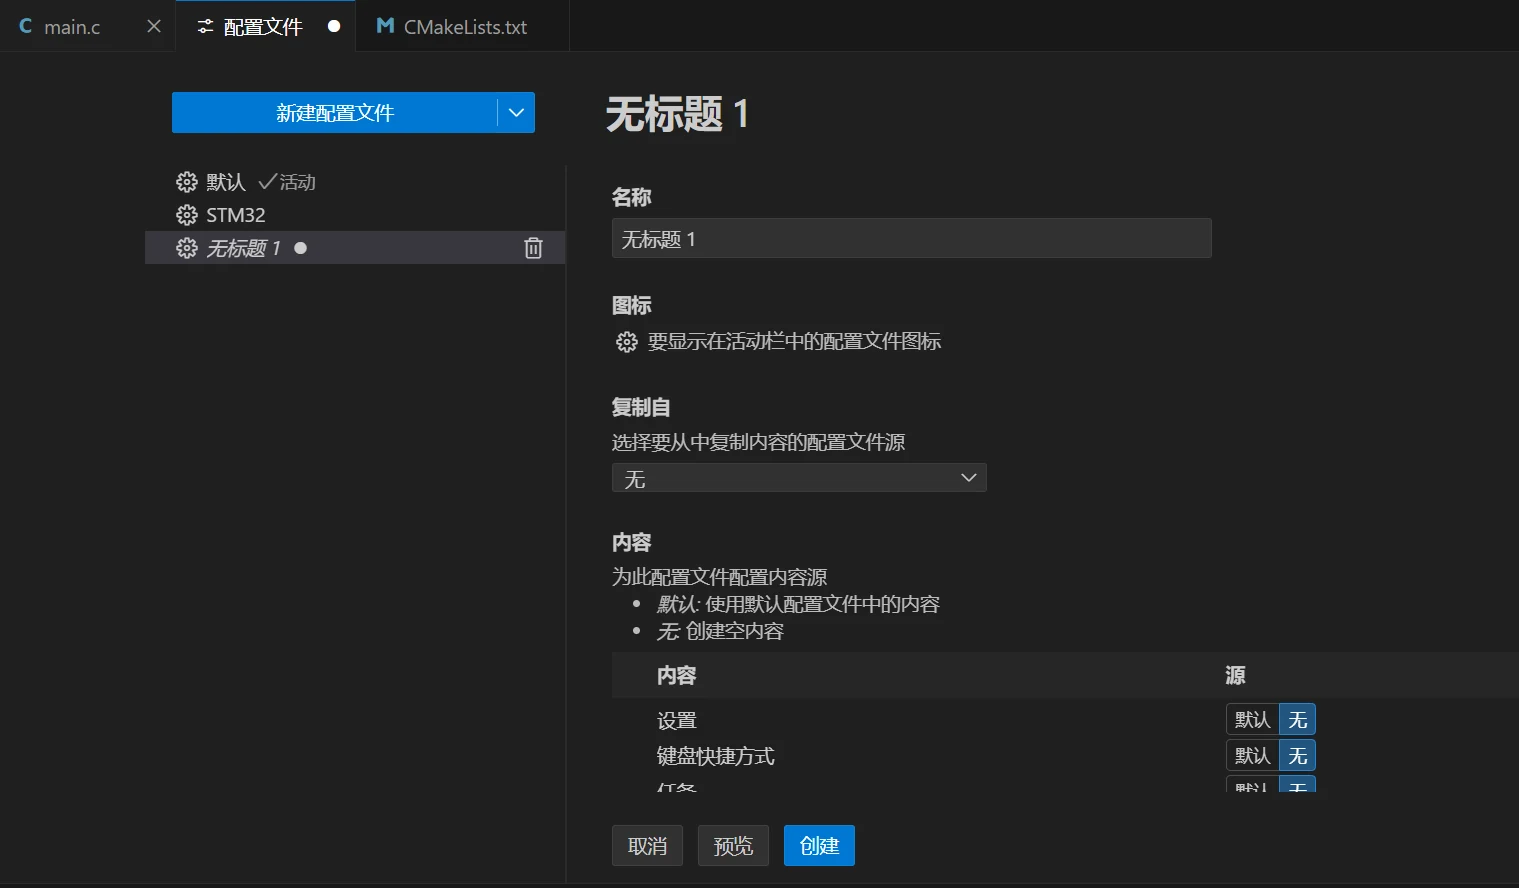 C main.c
配置文件
M CMakeLists.txt
新建配置文件
默认 活动
STM32
无标题 1
无标题 1
名称
无标题 1
图标
要显示在活动栏中的配置文件图标
复制自
选择要从中复制内容的配置文件源
无
内容
为此配置文件配置内容源
• 默认: 使用默认配置文件中的内容
• 无: 创建空内容
内容 源
设置 默认 无
键盘快捷方式 默认 无
任务 默认 无
取消 预览 创建